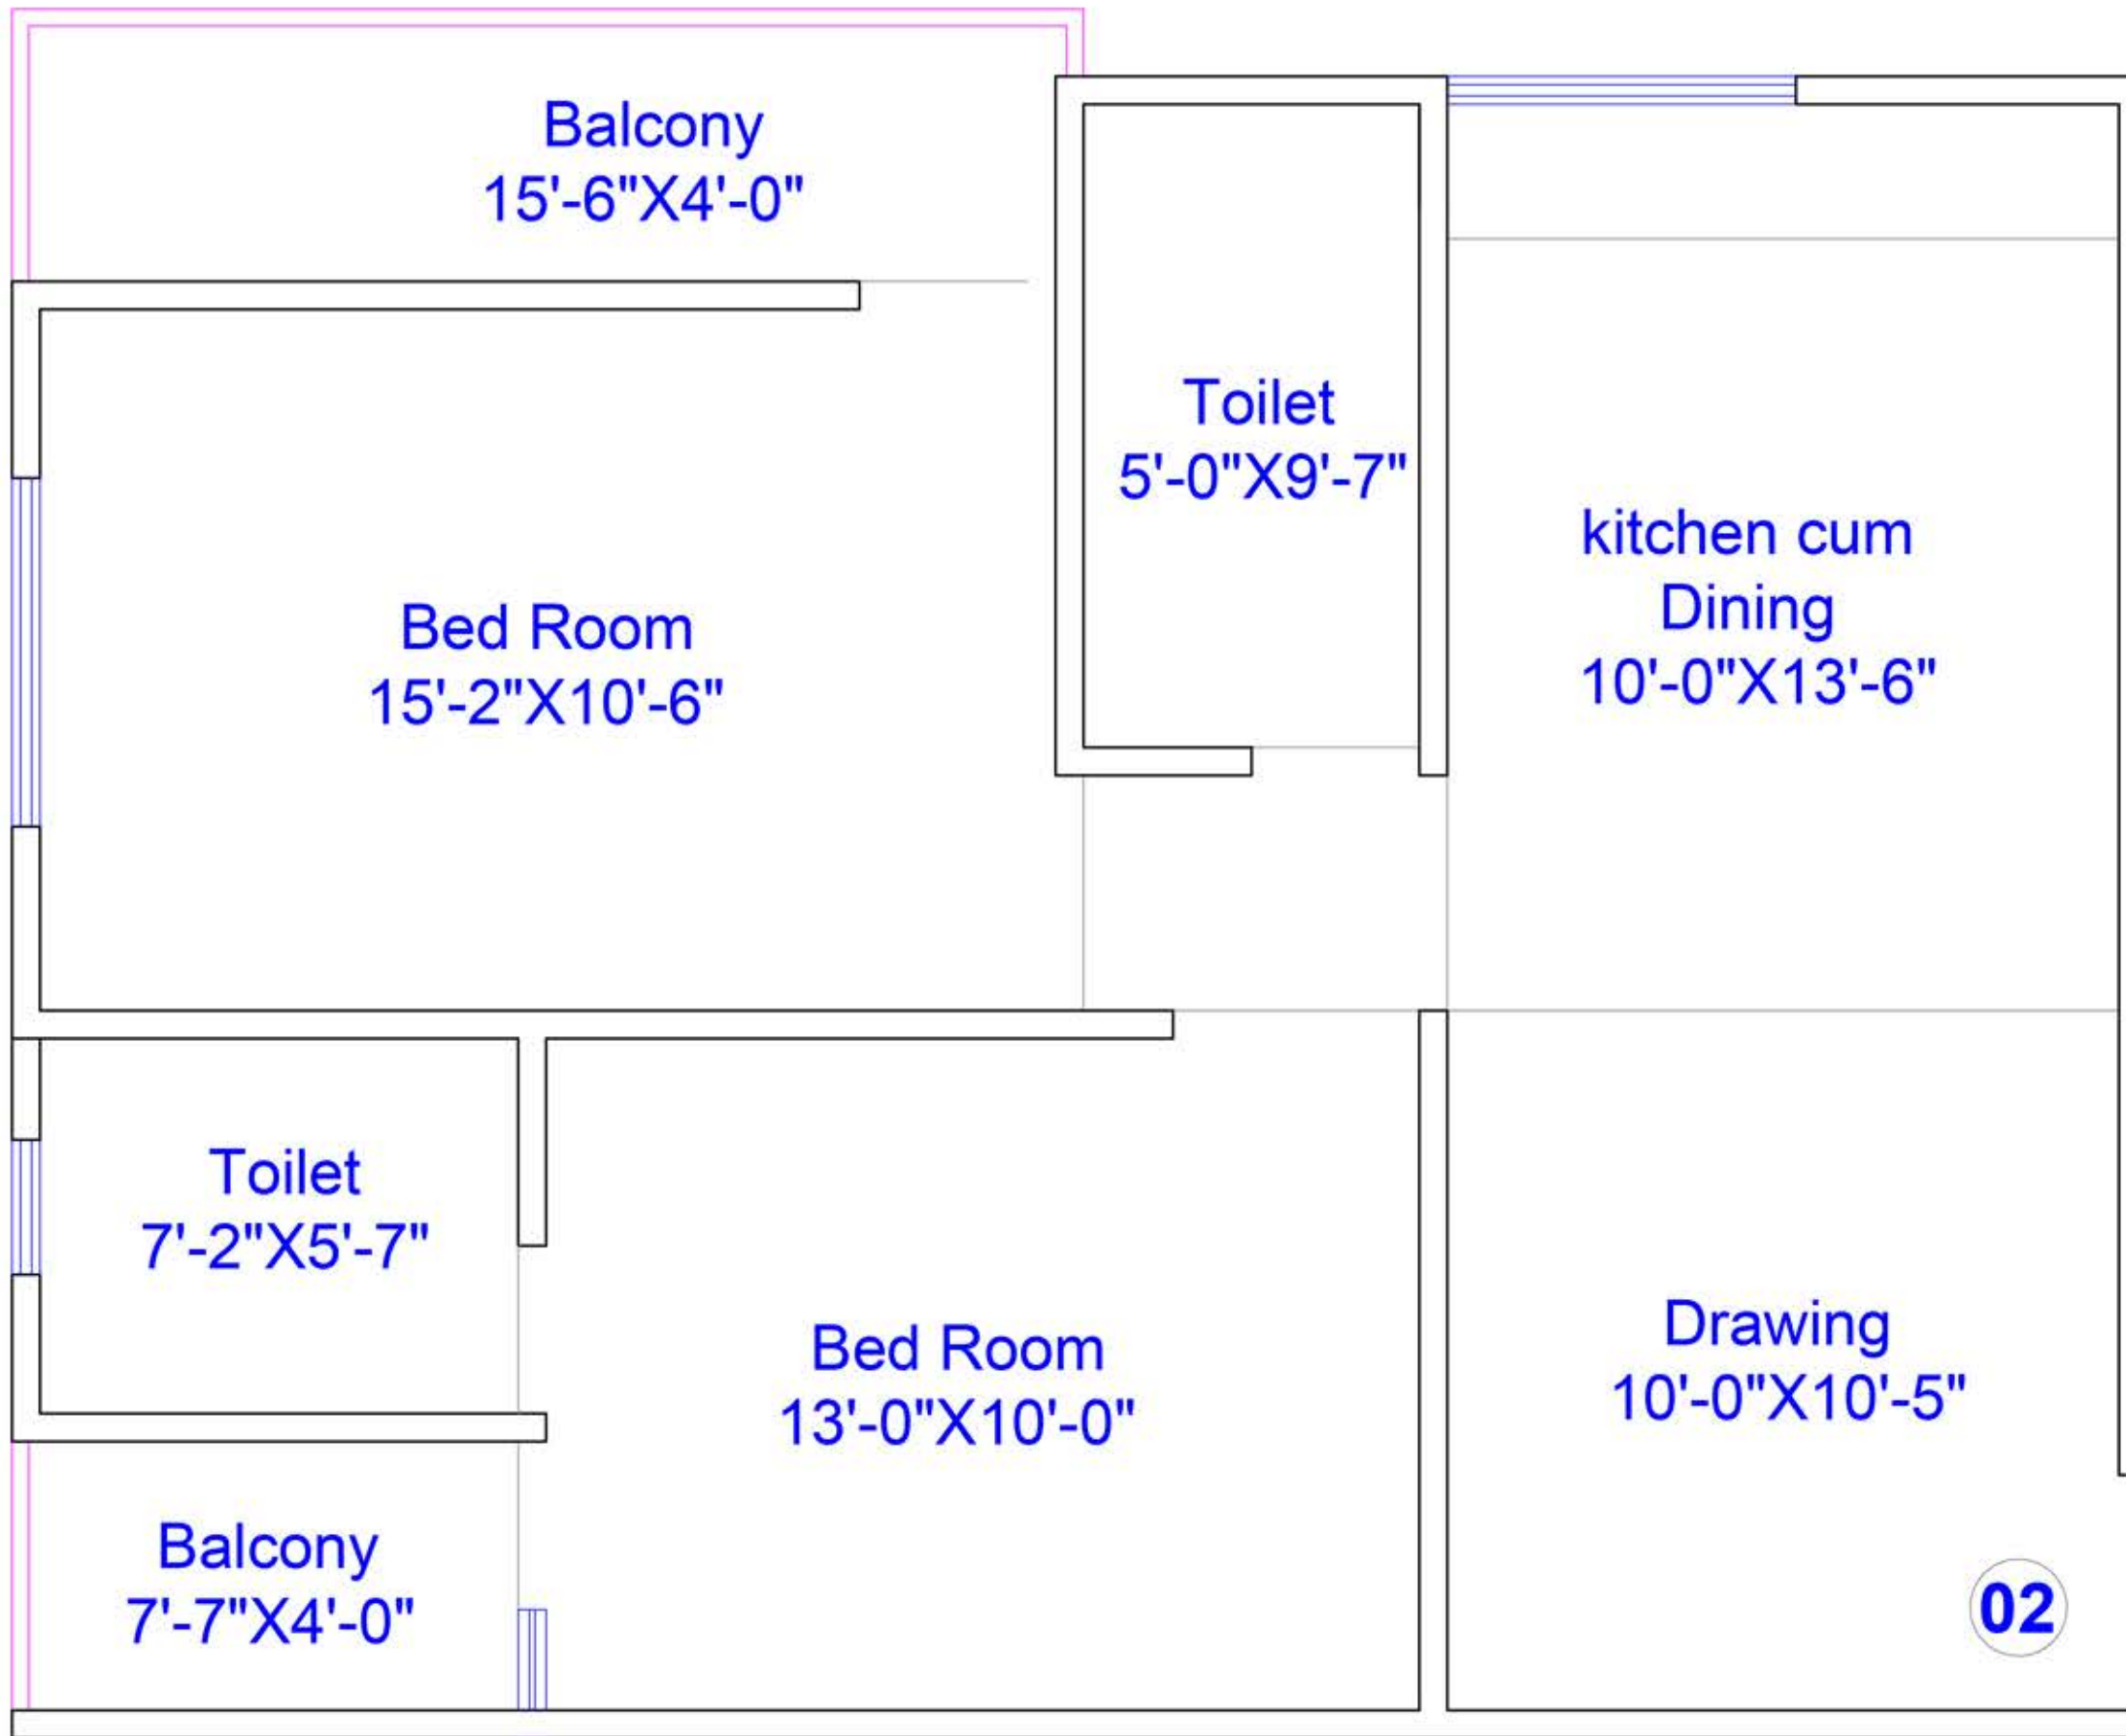 Balcony
15'-6"X4'-0"
Toilet
5'-0"X9'-7"
kitchen cum
Dining
10'-0"X13'-6"
Bed Room
15'-2"X10'-6"
Toilet
7'-2"X5'-7"
Bed Room
13'-0"X10'-0"
Drawing
10'-0"X10'-5"
Balcony
7'-7"X4'-0"
02